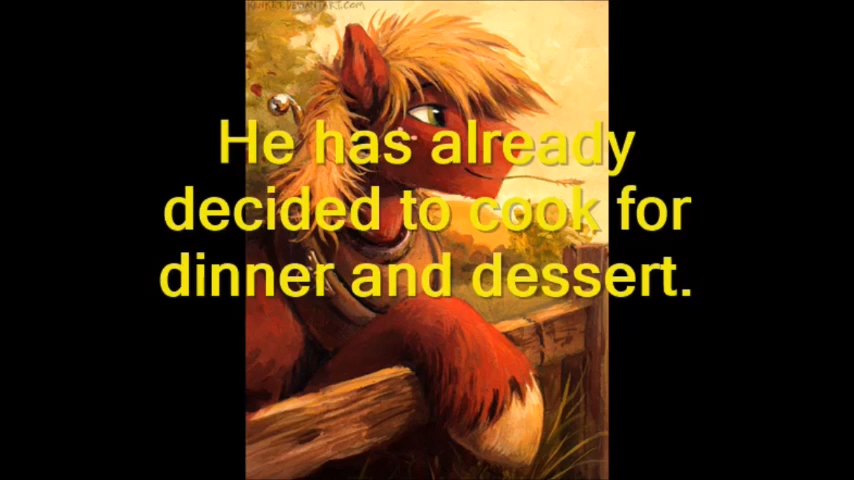 He has already
decided to cook for
dinner and dessert.